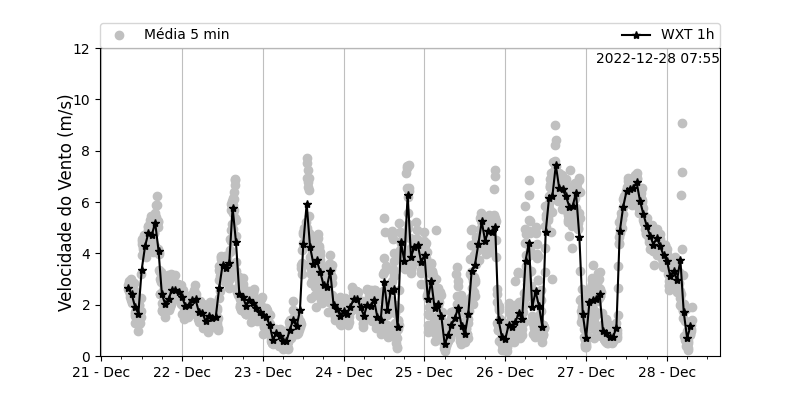 Média 5 min
WXT 1h
2022-12-28 07:55
Velocidade do Vento (m/s)
12
10
8
6
4
2
0
21 - Dec
22 - Dec
23 - Dec
24 - Dec
25 - Dec
26 - Dec
27 - Dec
28 - Dec